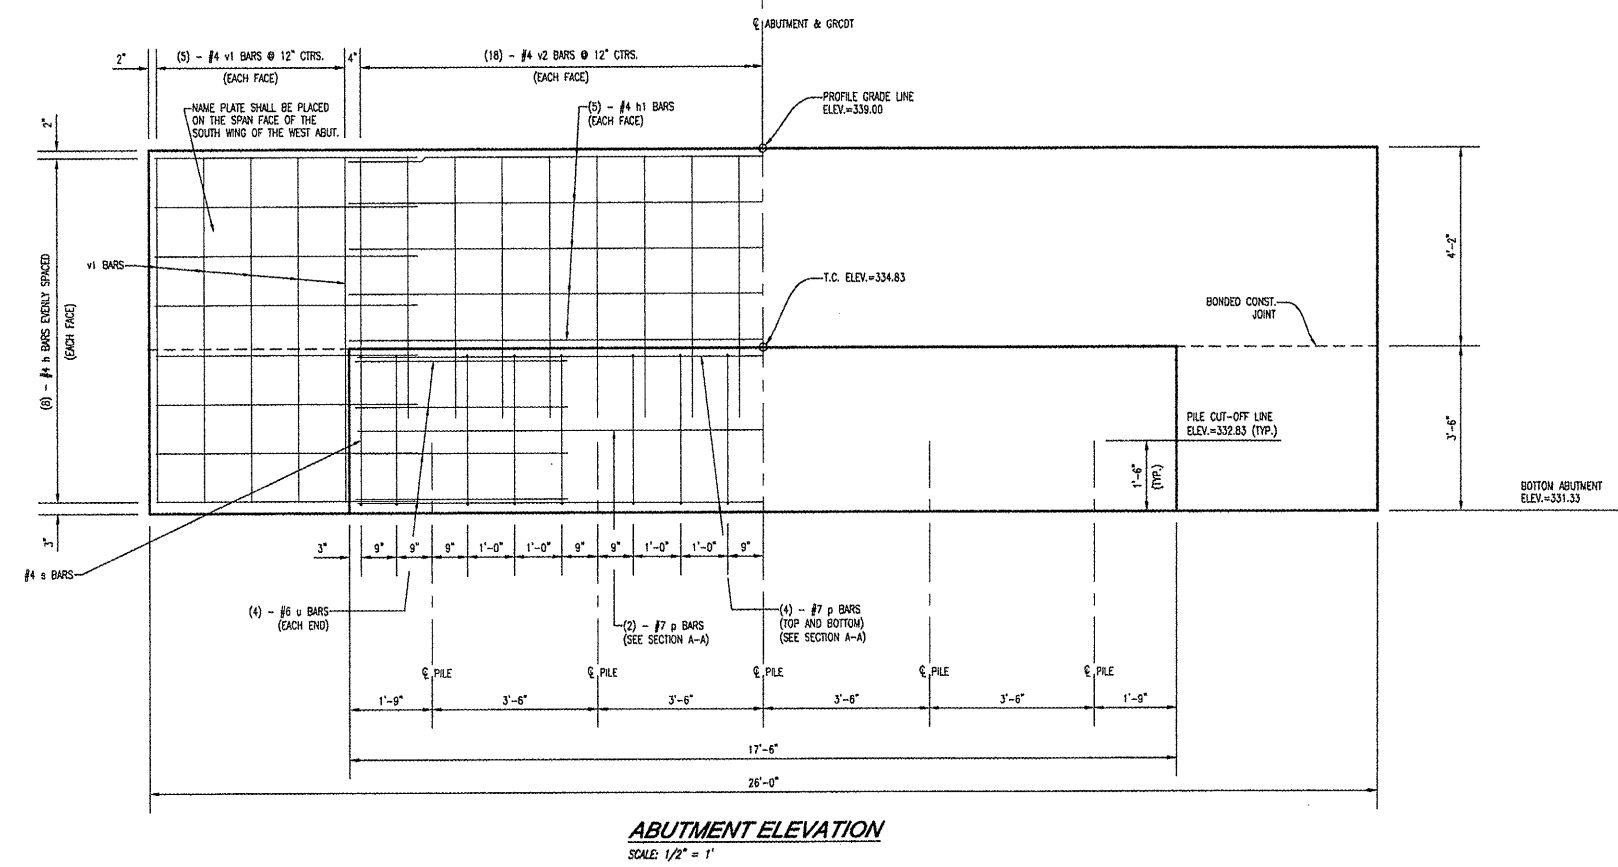 ℄ ABUTMENT & GRCDT
2"
(5) - #4 v1 BARS @ 12" CTRS.
(EACH FACE)
4"
(18) - #4 v2 BARS @ 12" CTRS.
(EACH FACE)
NAME PLATE SHALL BE PLACED
ON THE SPAN FACE OF THE
SOUTH WING OF THE WEST ABUT.
(5) - #4 h1 BARS
(EACH FACE)
PROFILE GRADE LINE
ELEV.=339.00
2"
v1 BARS
(8) - #4 h BARS EVENLY SPACED
(EACH FACE)
T.C. ELEV.=334.83
BONDED CONST.
JOINT
4'-2"
3'-6"
PILE CUT-OFF LINE
ELEV.=332.83 (TYP.)
1'-6"
(TYP.)
BOTTOM ABUTMENT
ELEV.=331.33
3"
#4 s BARS
3"
9"
9"
9"
1'-0"
1'-0"
9"
9"
1'-0"
1'-0"
9"
(4) - #6 u BARS
(EACH END)
(2) - #7 p BARS
(SEE SECTION A-A)
(4) - #7 p BARS
(TOP AND BOTTOM)
(SEE SECTION A-A)
℄ PILE
℄ PILE
℄ PILE
℄ PILE
℄ PILE
1'-9"
3'-6"
3'-6"
3'-6"
3'-6"
1'-9"
17'-6"
26'-0"
ABUTMENT ELEVATION
SCALE: 1/2" = 1'